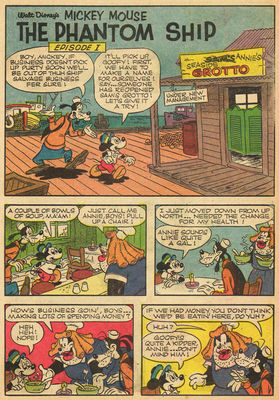 Walt Disney's MICKEY MOUSE
THE PHANTOM SHIP
EPISODE I
BOY, MICKEY, IF
BUSINESS DOESN'T PICK
UP PURTY SOON WE'LL
BE OUT OF THUH SHIP
SALVAGE BUSINESS
FER SURE!
IT'LL PICK UP
GOOFY! FIRST,
WE HAVE TO
MAKE A NAME
FOR OURSELVES!
SAY... SOMEONE
HAS REOPENED
SAM'S GROTTO!
LET'S GIVE
IT A TRY!
SAM'S ANNIE'S
SEASIDE
GROTTO
UNDER NEW
MANAGEMENT
A COUPLE OF BOWLS
OF SOUP, MA'AM!
JUST CALL ME
ANNIE, BOYS! PULL
UP A CHAIR!
I JUST MOVED DOWN FROM UP
NORTH... NEEDED THE CHANGE
FOR MY HEALTH!
ANNIE SOUNDS
LIKE QUITE
A GAL!
HOW'S BUSINESS GOIN', BOYS...
MAKING LOTS OF SPENDING MONEY?
HEH,
HEH!
NOPE!
IF WE HAD MONEY YOU DON'T THINK
WE'D BE EATIN' HERE, DO YUH?
HUH?
GOOFY'S
QUITE A KIDDER,
ANNIE... DON'T
MIND HIM!